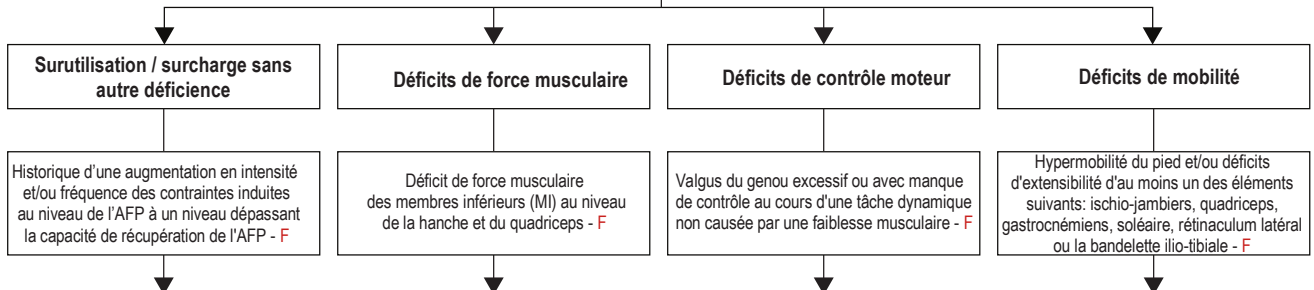 Surutilisation / surcharge sans
autre déficience
Déficits de force musculaire
Déficits de contrôle moteur
Déficits de mobilité
Historique d'une augmentation en intensité
et/ou fréquence des contraintes induites
au niveau de l'AFP à un niveau dépassant
la capacité de récupération de l'AFP - F
Déficit de force musculaire
des membres inférieurs (MI) au niveau
de la hanche et du quadriceps - F
Valgus du genou excessif ou avec manque
de contrôle au cours d'une tâche dynamique
non causée par une faiblesse musculaire - F
Hypermobilité du pied et/ou déficits
d'extensibilité d'au moins un des éléments
suivants: ischio-jambiers, quadriceps,
gastrocnémiens, soléaire, rétinaculum latéral
ou la bandelette ilio-tibiale - F